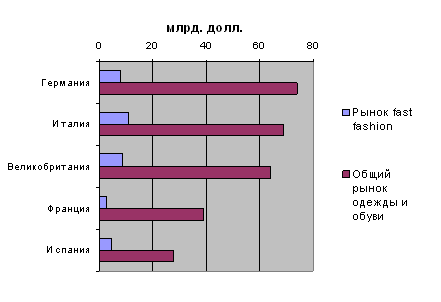 млрд. долл.
0 20 40 60 80
Германия
Италия
Великобритания
Франция
Испания
Рынок fast
fashion
Общий
рынок
одежды и
обуви